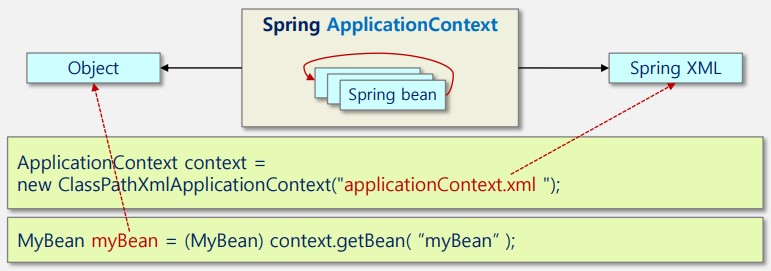 Spring ApplicationContext
Object
Spring bean
Spring XML
ApplicationContext context =
new ClassPathXmlApplicationContext("applicationContext.xml ");
MyBean myBean = (MyBean) context.getBean( “myBean” );